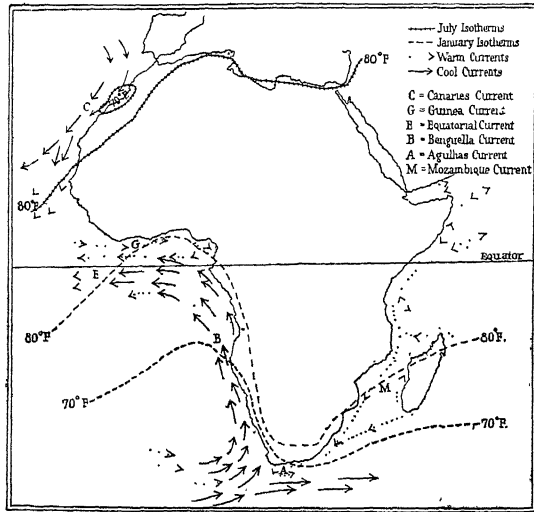 July Isotherms
January Isotherms
Warm Currents
Cool Currents
80°F
C = Canaries Current
G = Guinea Current
E = Equatorial Current
B = Benguella Current
A = Agulhas Current
M = Mozambique Current
C
80°F
G
Equator
E
80°F
B
80°F.
M
70°F.
70°F.
A